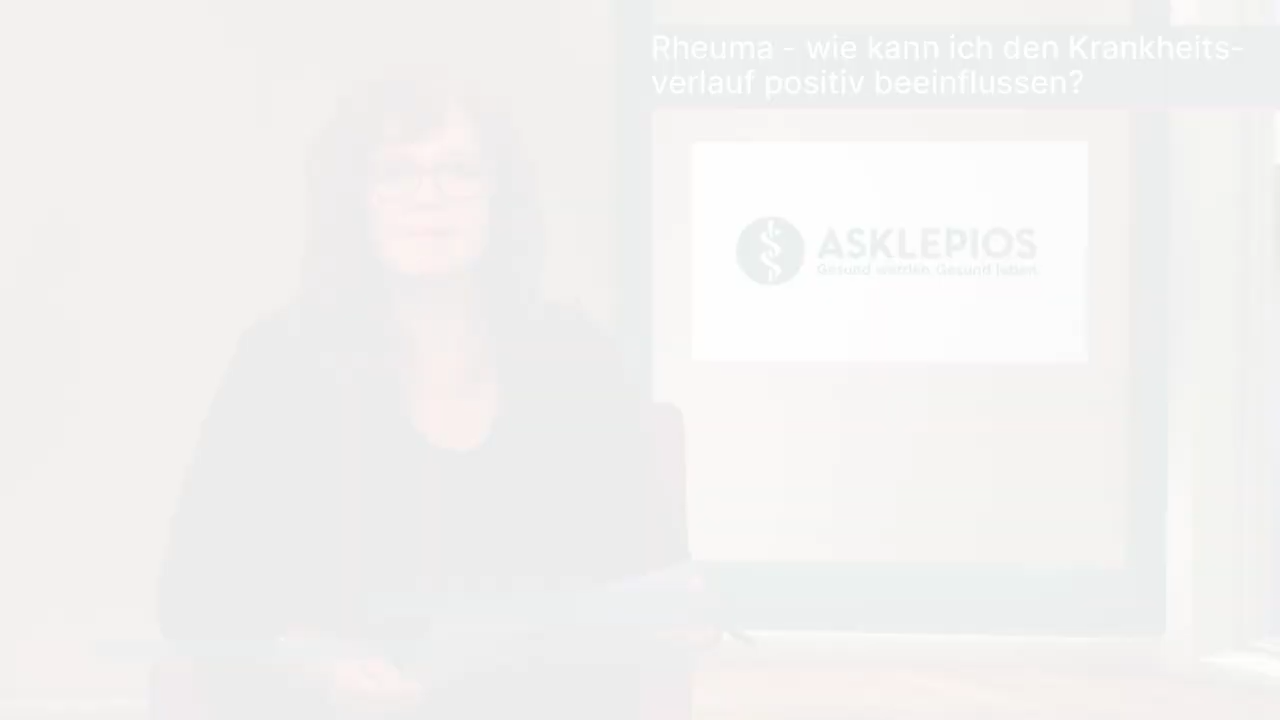 Rheuma - wie kann ich den Krankheits-
verlauf positiv beeinflussen?
ASKLEPIOS
Gesund werden. Gesund leben.